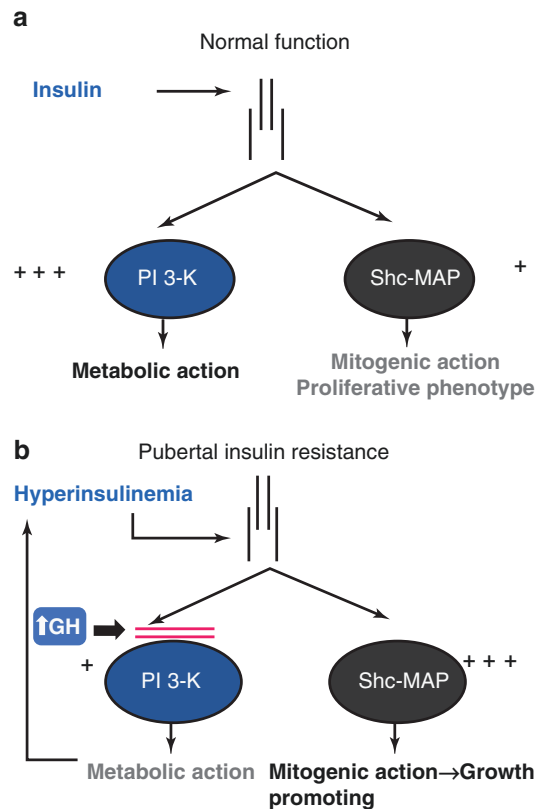 a
Normal function
Insulin
+ + +
PI 3-K
Shc-MAP
+
Metabolic action
Mitogenic action
Proliferative phenotype
b
Pubertal insulin resistance
Hyperinsulinemia
⇑GH
+
PI 3-K
Shc-MAP
+ + +
Metabolic action
Mitogenic action→Growth
promoting